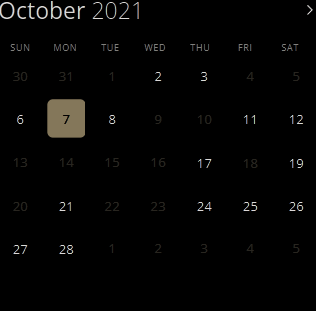 October 2021
SUN MON TUE WED THU FRI SAT
30 31 1 2 3 4 5
6 7 8 9 10 11 12
13 14 15 16 17 18 19
20 21 22 23 24 25 26
27 28 1 2 3 4 5